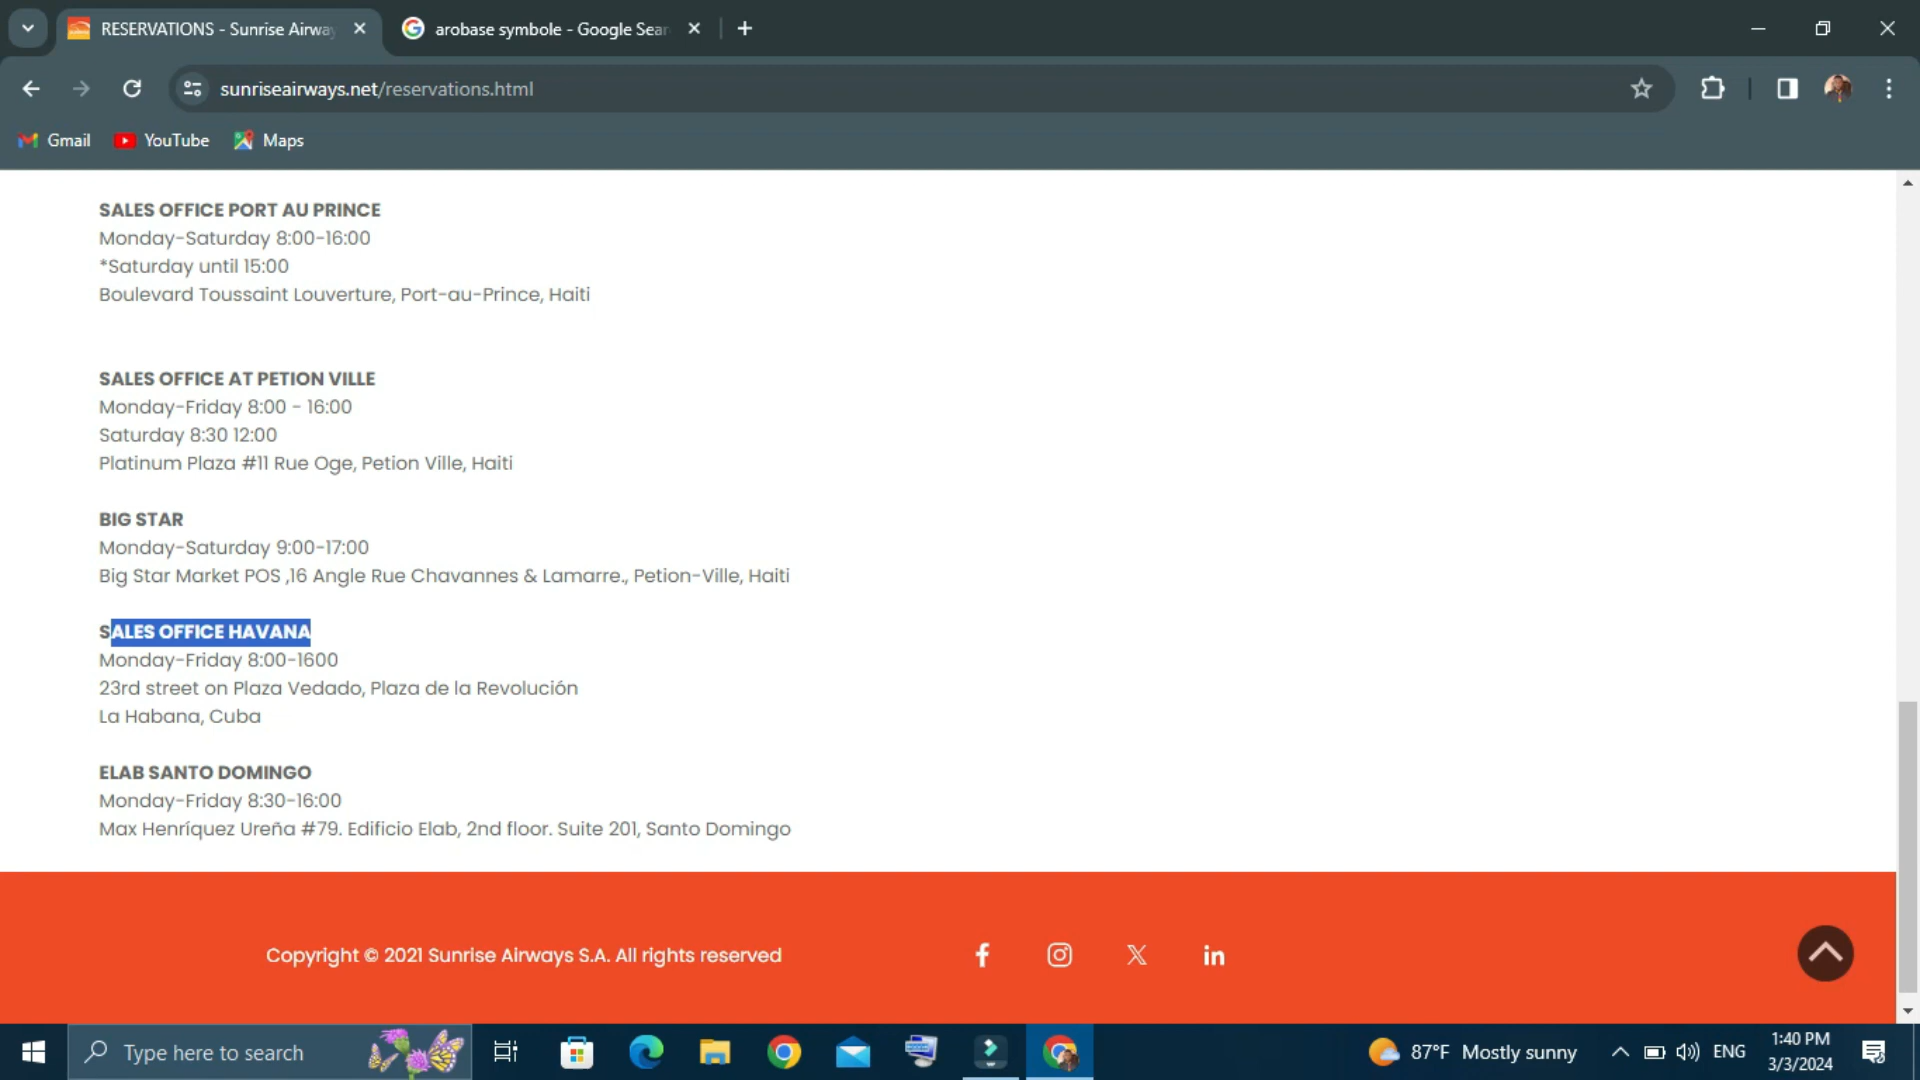 RESERVATIONS - Sunrise Airway
arobase symbole - Google Sear
sunriseairways.net/reservations.html
Gmail
YouTube
Maps
SALES OFFICE PORT AU PRINCE
Monday-Saturday 8:00-16:00
*Saturday until 15:00
Boulevard Toussaint Louverture, Port-au-Prince, Haiti
SALES OFFICE AT PETION VILLE
Monday-Friday 8:00 - 16:00
Saturday 8:30 12:00
Platinum Plaza #11 Rue Oge, Petion Ville, Haiti
BIG STAR
Monday-Saturday 9:00-17:00
Big Star Market POS ,16 Angle Rue Chavannes & Lamarre., Petion-Ville, Haiti
SALES OFFICE HAVANA
Monday-Friday 8:00-1600
23rd street on Plaza Vedado, Plaza de la Revolución
La Habana, Cuba
ELAB SANTO DOMINGO
Monday-Friday 8:30-16:00
Max Henríquez Ureña #79. Edificio Elab, 2nd floor. Suite 201, Santo Domingo
Copyright © 2021 Sunrise Airways S.A. All rights reserved
Type here to search
87°F Mostly sunny
ENG
1:40 PM
3/3/2024